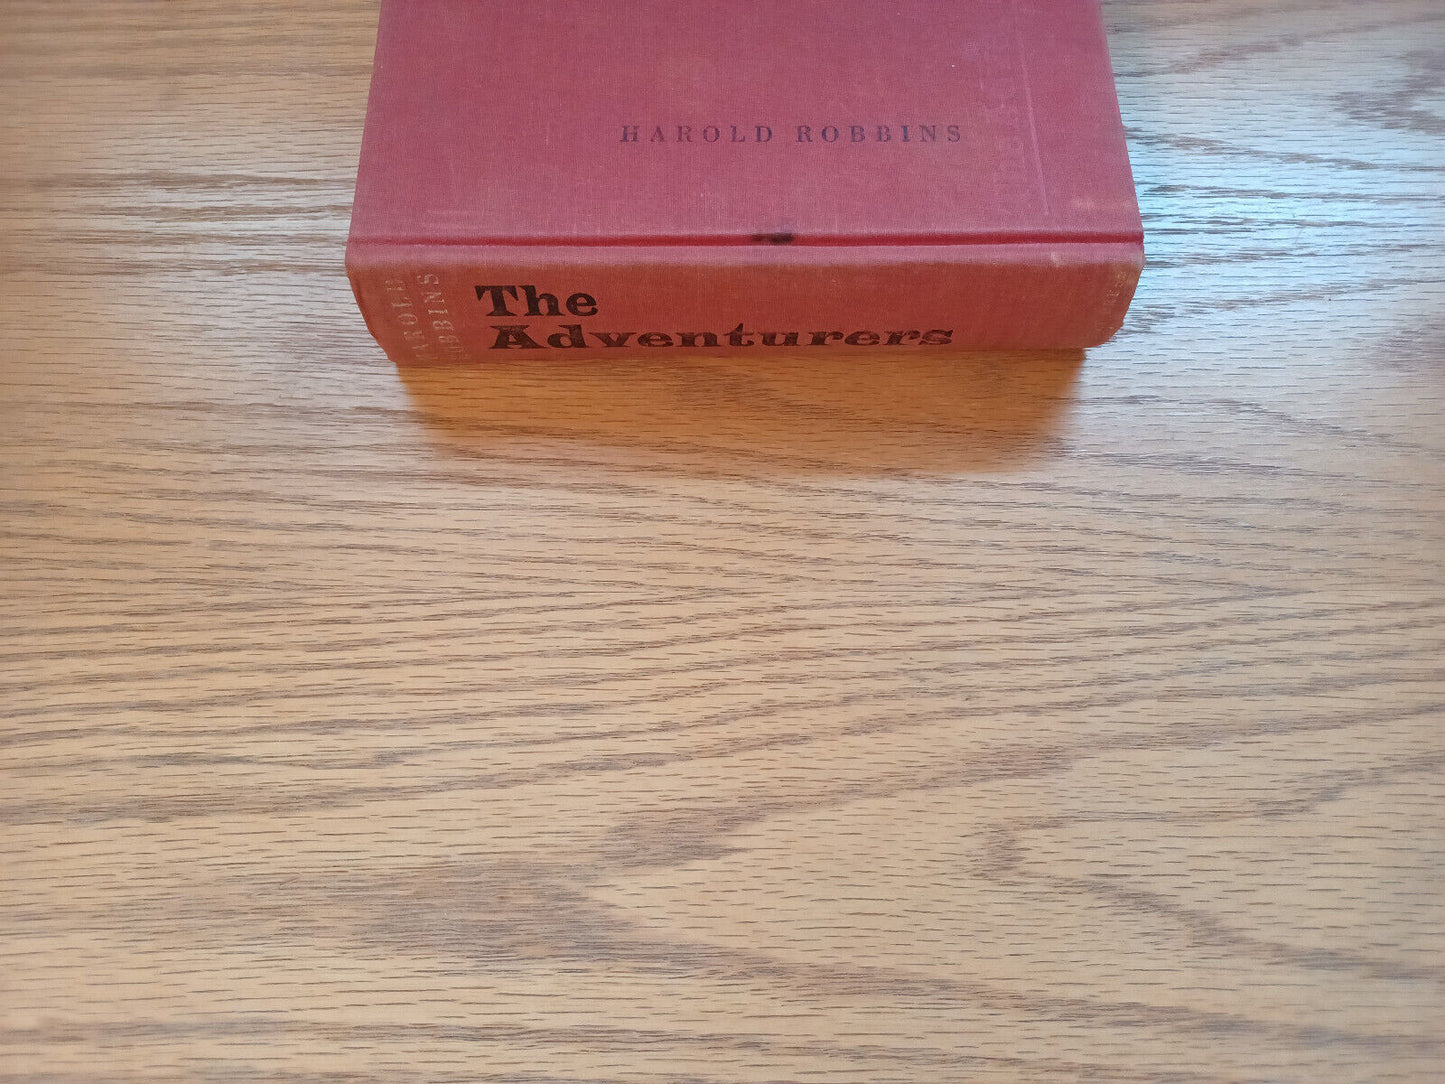 HAROLD ROBBINS
HAROLD
ROBBINS
The
Adventurers